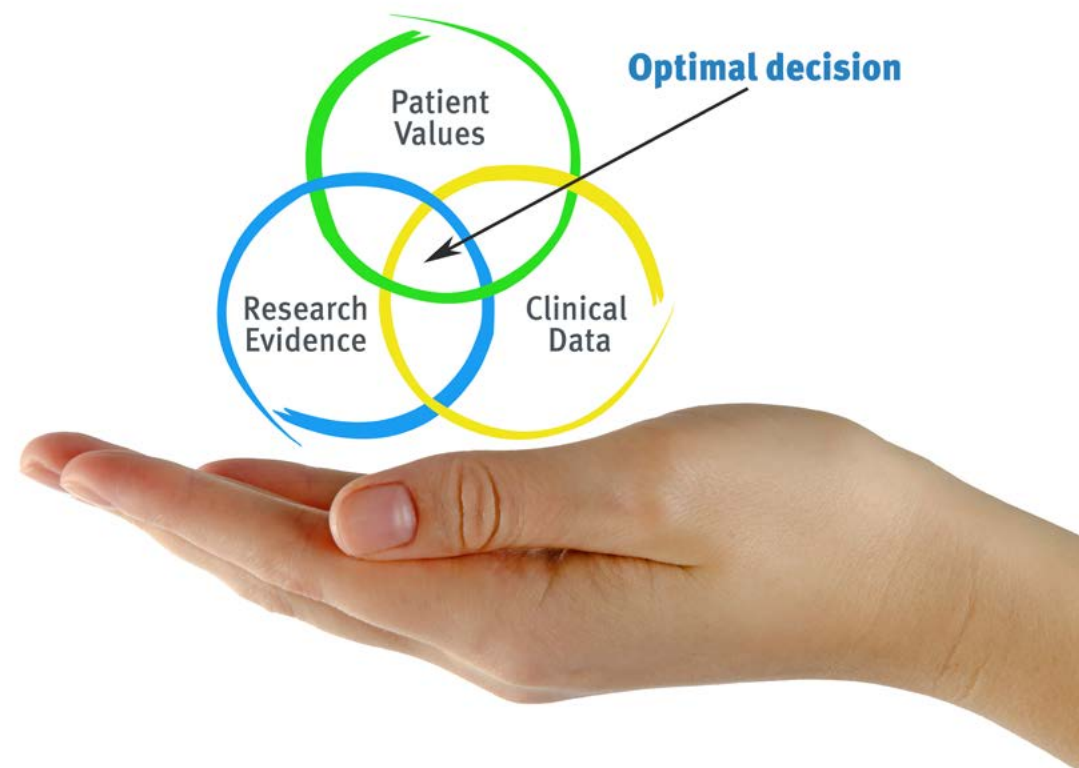 Optimal decision
Patient
Values
Research
Evidence
Clinical
Data